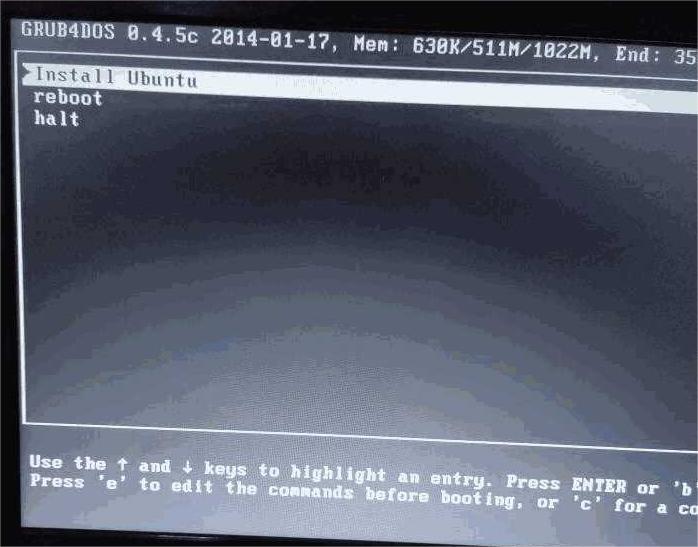 GRUB4DOS 0.4.5c 2014-01-17, Mem: 630K/511M/1022M, End: 35
Install Ubuntu
reboot
halt
Use the ↑ and ↓ keys to highlight an entry. Press ENTER or 'b'
Press 'e' to edit the commands before booting, or 'c' for a co